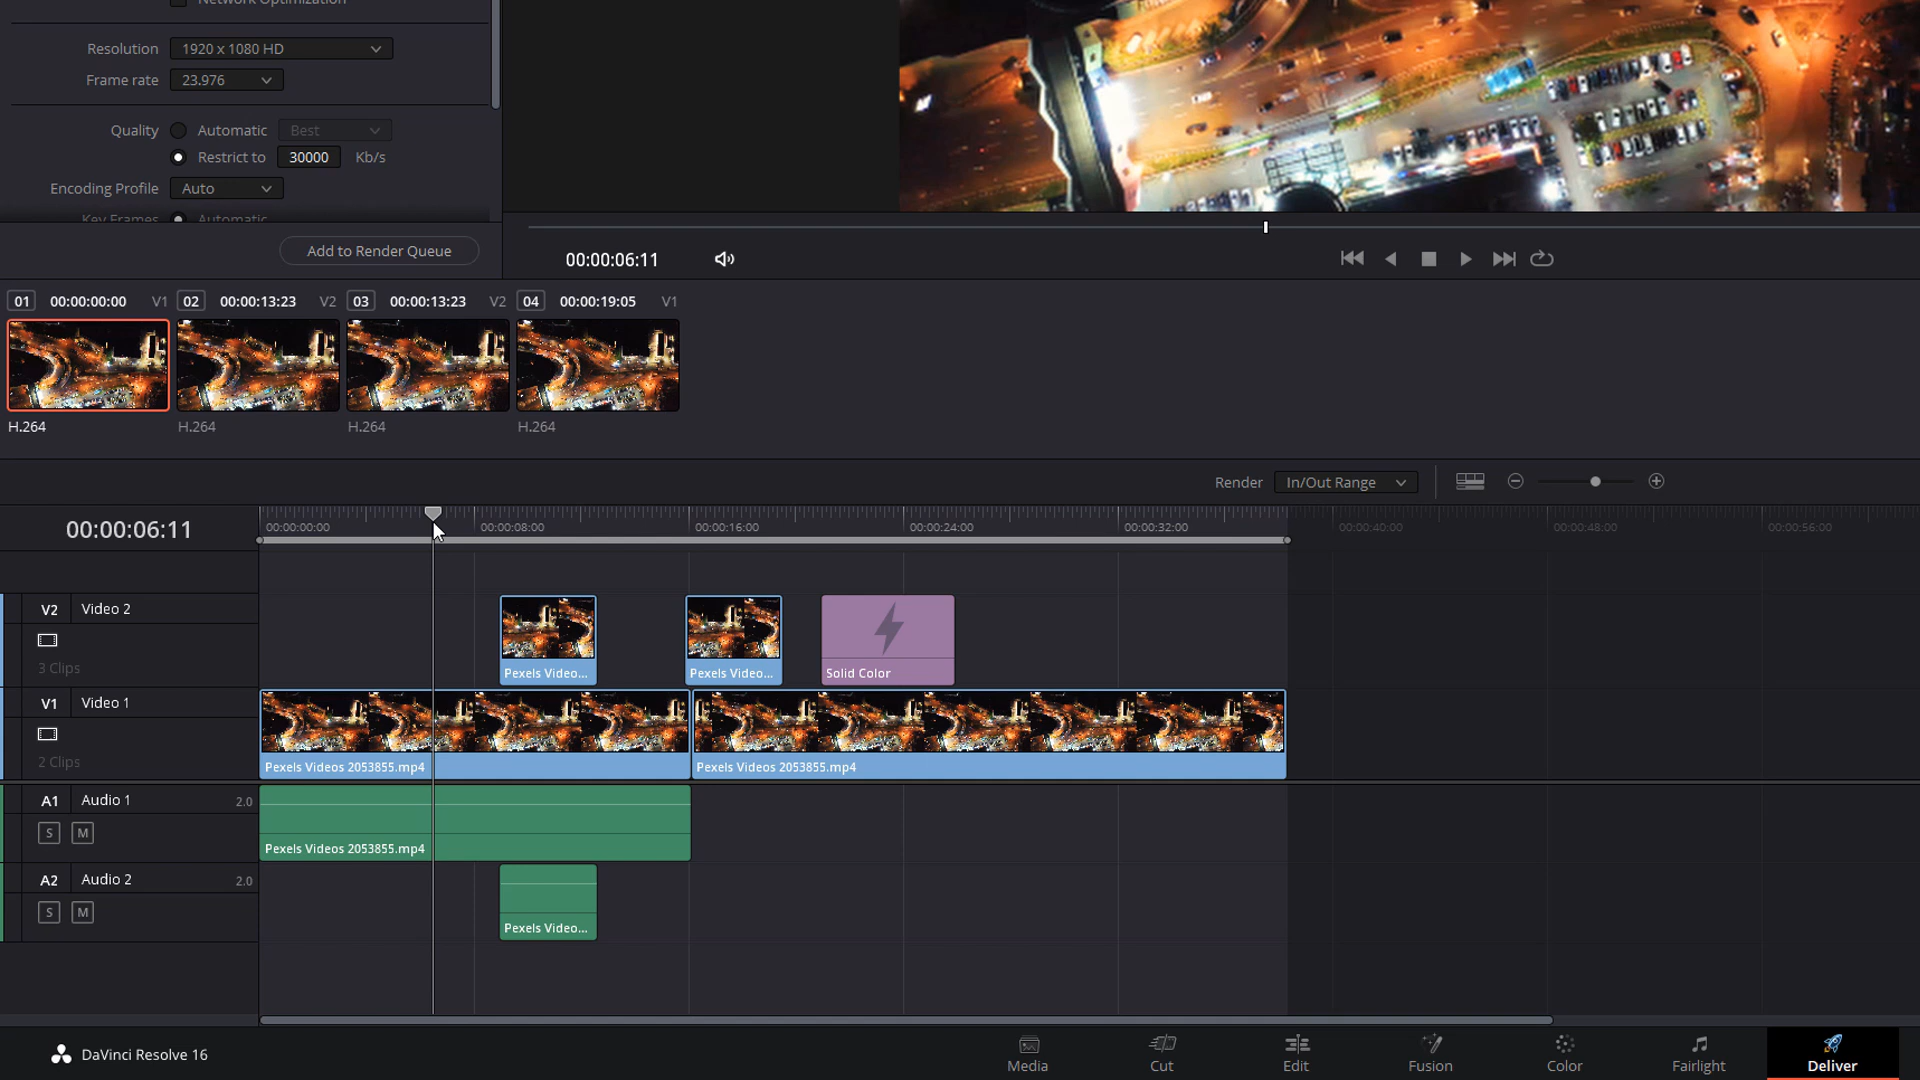 Network Optimization
Resolution 1920 x 1080 HD
Frame rate 23.976
Quality Automatic Best
Restrict to 30000 Kb/s
Encoding Profile Auto
Key Frames Automatic
Add to Render Queue
00:00:06:11
01 00:00:00:00 V1 02 00:00:13:23 V2 03 00:00:13:23 V2 04 00:00:19:05 V1
H.264 H.264 H.264 H.264
Render In/Out Range
00:00:06:11
00:00:00:00 00:00:08:00 00:00:16:00 00:00:24:00 00:00:32:00 00:00:40:00 00:00:48:00 00:00:56:00
V2 Video 2
3 Clips
Pexels Video... Pexels Video... Solid Color
V1 Video 1
2 Clips
Pexels Videos 2053855.mp4 Pexels Videos 2053855.mp4
A1 Audio 1 2.0
S M
Pexels Videos 2053855.mp4
A2 Audio 2 2.0
S M
Pexels Video...
DaVinci Resolve 16
Media Cut Edit Fusion Color Fairlight Deliver